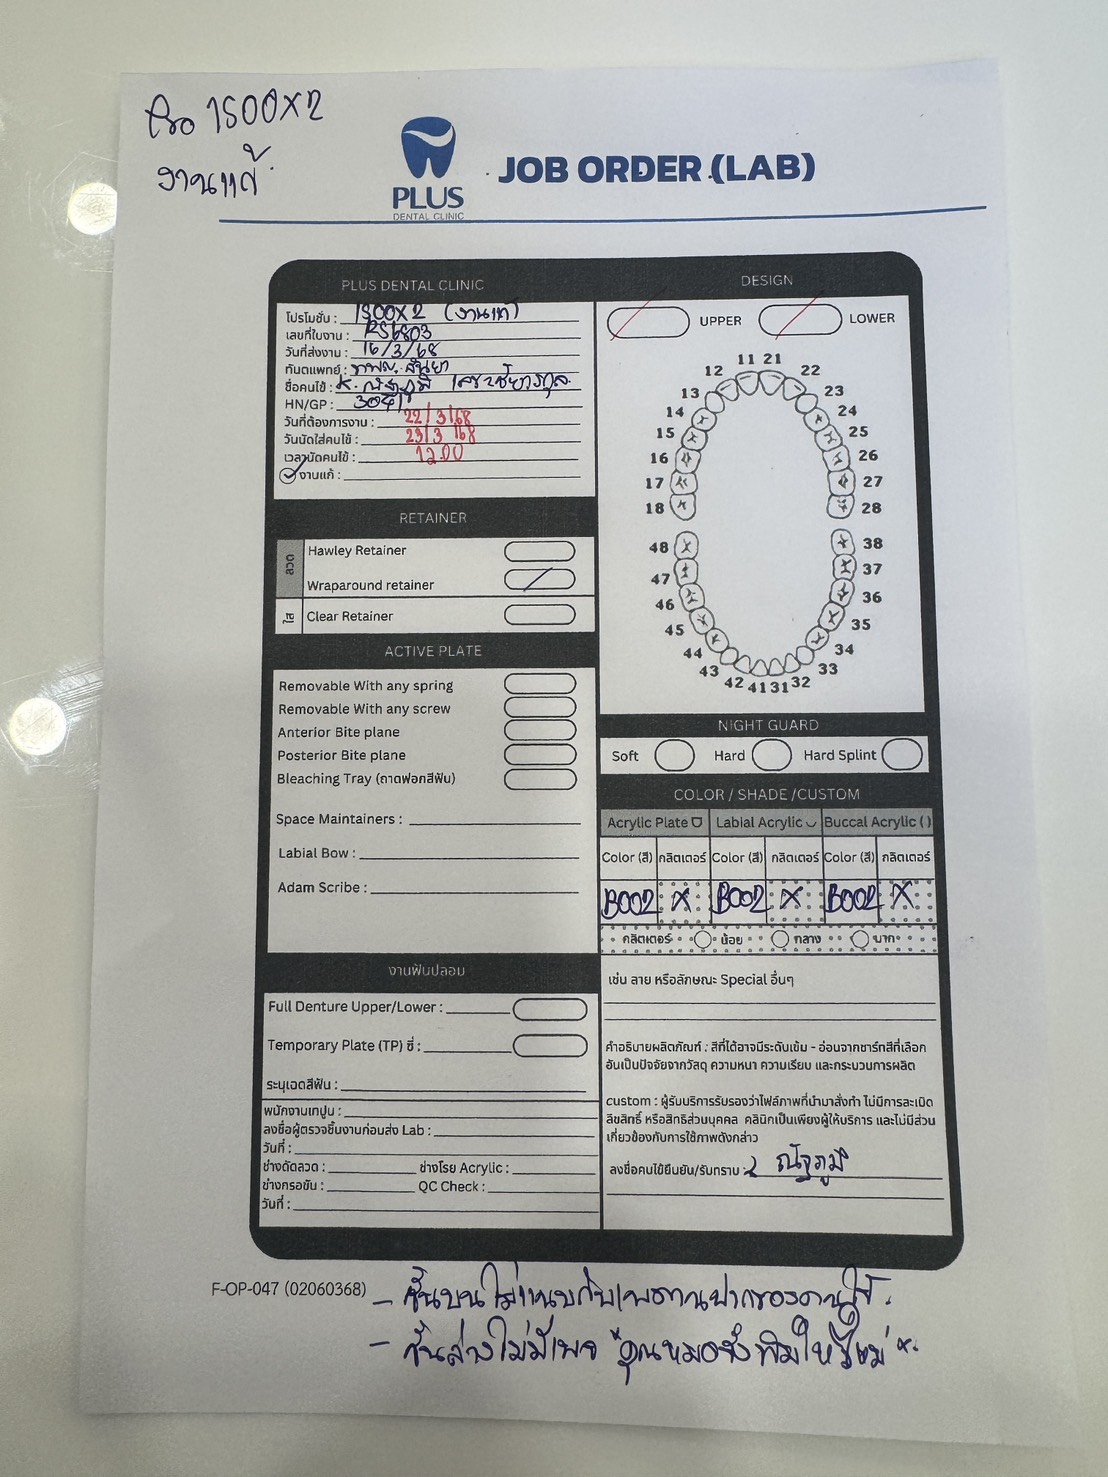 โปร 1500x2
งานแก้
PLUS
DENTAL CLINIC
JOB ORDER (LAB)
PLUS DENTAL CLINIC
โปรโมชั่น : 1500x2 (งานแก้)
เลขที่ใบงาน : RS6803
วันที่ส่งงาน : 16/3/68
ทันตแพทย์ :
ชื่อคนไข้ : K. ณัฐภูมิ
HN/GP : 3041
วันที่ต้องการงาน : 22/3/68
วันนัดใส่คนไข้ : 23/3/68
เวลานัดคนไข้ : 12.00
งานแก้ :
DESIGN
UPPER
LOWER
11 21
12 22
13 23
14 24
15 25
16 26
17 27
18 28
48 38
47 37
46 36
45 35
44 34
43 33
42 41 31 32
RETAINER
ลวด
Hawley Retainer
Wraparound retainer
ใส
Clear Retainer
ACTIVE PLATE
Removable With any spring
Removable With any screw
Anterior Bite plane
Posterior Bite plane
Bleaching Tray (ถาดฟอกสีฟัน)
Space Maintainers :
Labial Bow :
Adam Scribe :
NIGHT GUARD
Soft Hard Hard Splint
COLOR / SHADE /CUSTOM
Acrylic Plate Labial Acrylic Buccal Acrylic ( )
Color (สี) กลิตเตอร์ Color (สี) กลิตเตอร์ Color (สี) กลิตเตอร์
B002 x B002 x B002 x
กลิตเตอร์ น้อย กลาง มาก
เช่น ลาย หรือลักษณะ Special อื่นๆ
คำอธิบายผลิตภัณฑ์ : สีที่ได้อาจมีระดับเข้ม - อ่อนจากชาร์ทสีที่เลือก
อันเป็นปัจจัยจากวัสดุ ความหนา ความเรียบ และกระบวนการผลิต
custom : ผู้รับบริการรับรองว่าไฟล์ภาพที่นำมาสั่งทำ ไม่มีการละเมิด
ลิขสิทธิ์ หรือสิทธิส่วนบุคคล คลินิกเป็นเพียงผู้ให้บริการ และไม่มีส่วน
เกี่ยวข้องกับการใช้ภาพดังกล่าว
ลงชื่อคนไข้ยืนยัน/รับทราบ : ณัฐภูมิ
งานฟันปลอม
Full Denture Upper/Lower :
Temporary Plate (TP) ซี่ :
ระบุเฉดสีฟัน :
พนักงานเทปูน :
ลงชื่อผู้ตรวจชิ้นงานก่อนส่ง Lab :
วันที่ :
ช่างดัดลวด : ช่างโรย Acrylic :
ช่างกรอขัน : QC Check :
วันที่ :
F-OP-047 (02060368)
- ชิ้นบนไม่แนบกับเพดานปากของคนไข้.
- ชิ้นล่างไม่มีเพจ "คุณหมอสั่งพิมใหม่"